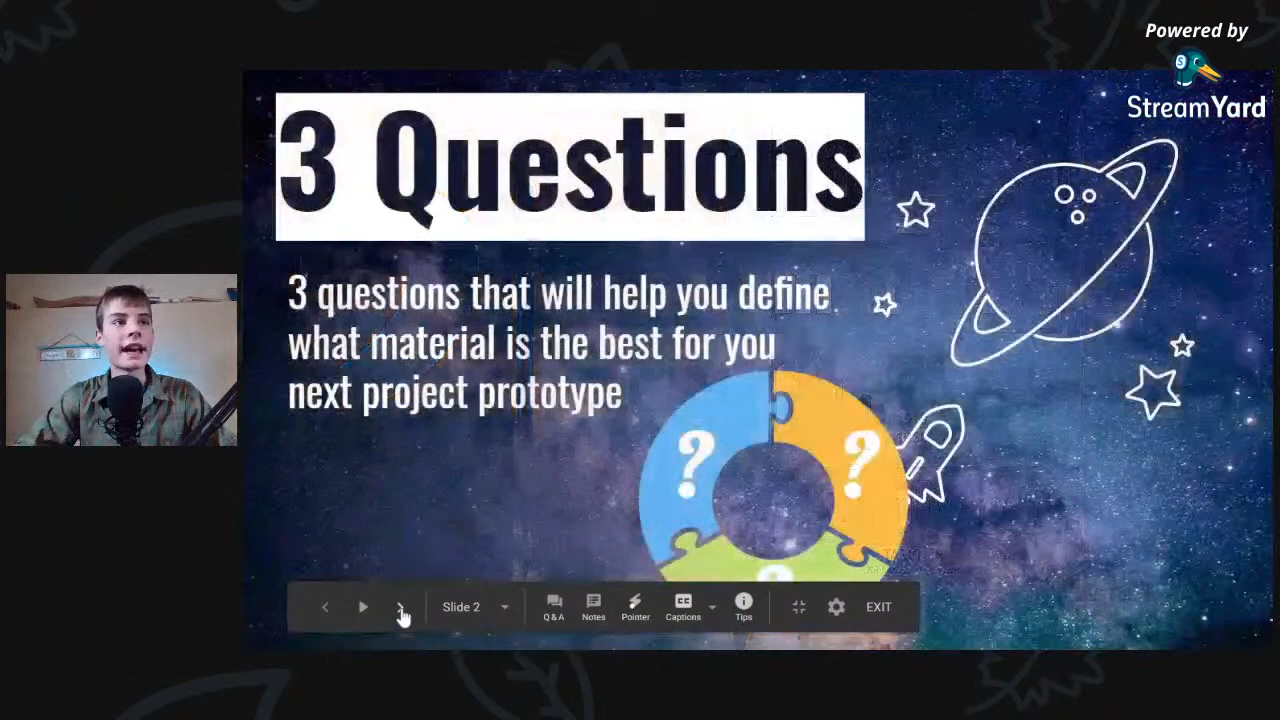 Powered by
StreamYard
3 Questions
3 questions that will help you define
what material is the best for you
next project prototype
? ?
?
Slide 2
Q&A Notes Pointer CC Captions Tips EXIT